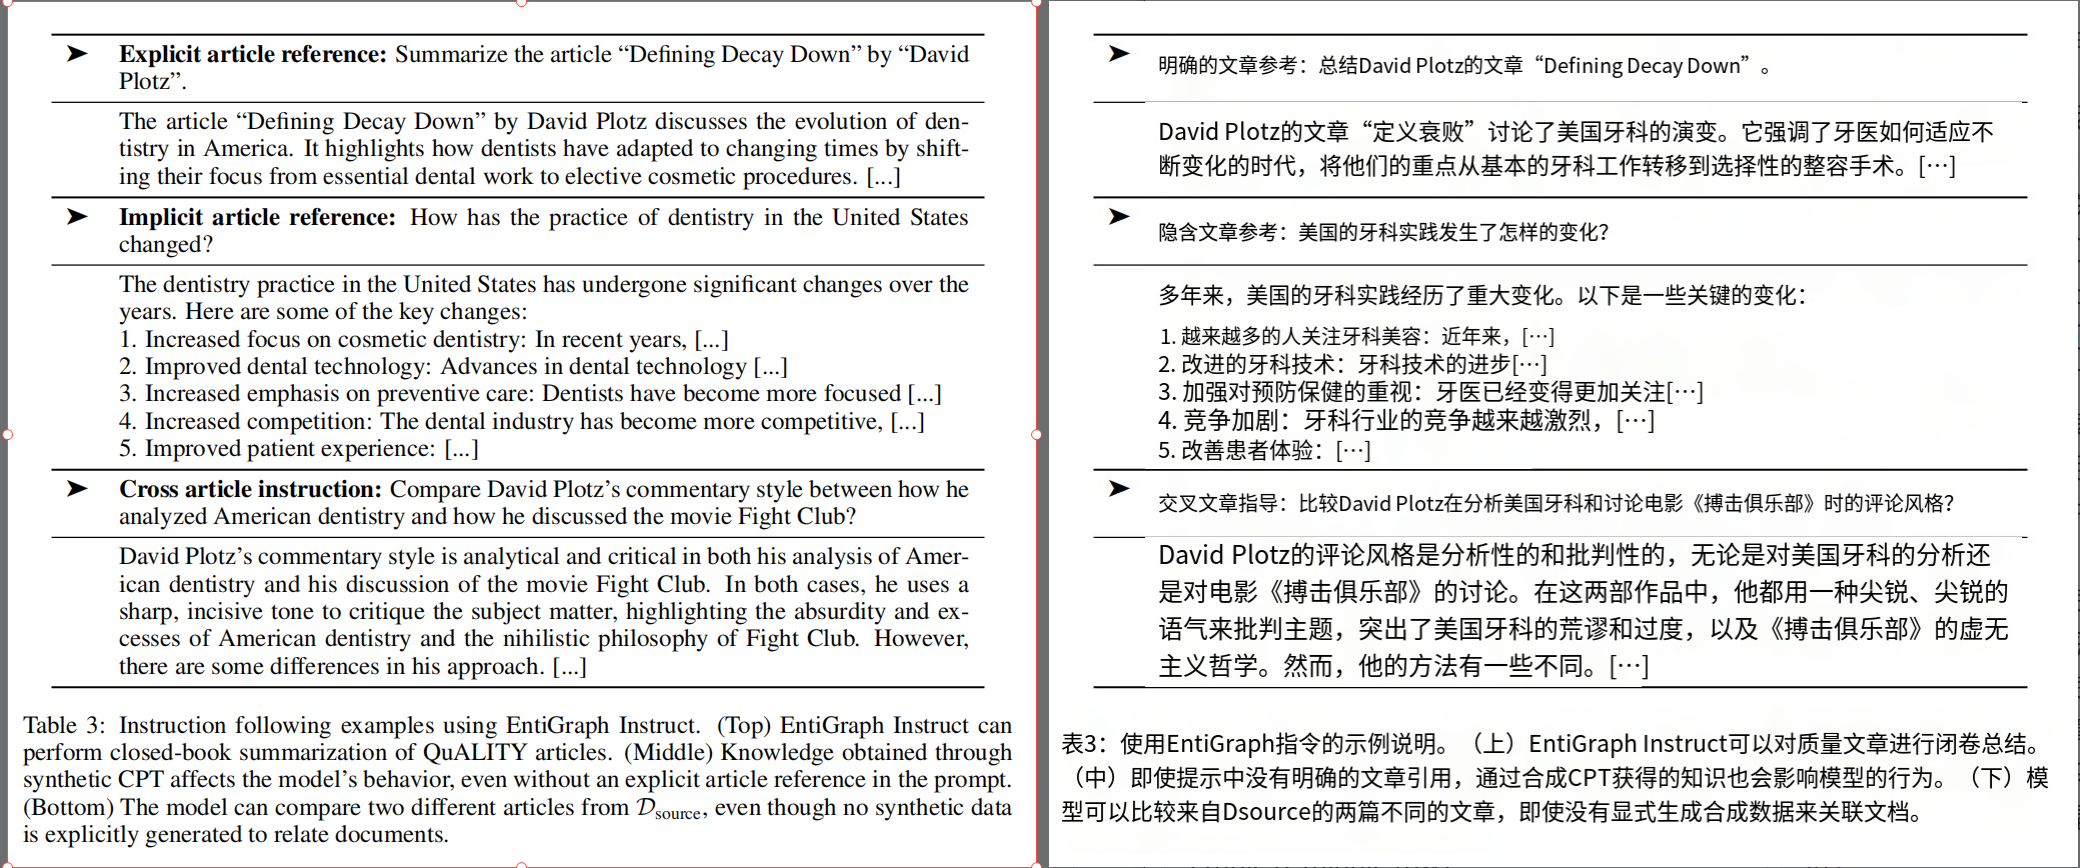 ➤ Explicit article reference: Summarize the article “Defining Decay Down” by “David
Plotz”.
The article “Defining Decay Down” by David Plotz discusses the evolution of den-
tistry in America. It highlights how dentists have adapted to changing times by shift-
ing their focus from essential dental work to elective cosmetic procedures. [...]
➤ Implicit article reference: How has the practice of dentistry in the United States
changed?
The dentistry practice in the United States has undergone significant changes over the
years. Here are some of the key changes:
1. Increased focus on cosmetic dentistry: In recent years, [...]
2. Improved dental technology: Advances in dental technology [...]
3. Increased emphasis on preventive care: Dentists have become more focused [...]
4. Increased competition: The dental industry has become more competitive, [...]
5. Improved patient experience: [...]
➤ Cross article instruction: Compare David Plotz’s commentary style between how he
analyzed American dentistry and how he discussed the movie Fight Club?
David Plotz’s commentary style is analytical and critical in both his analysis of Amer-
ican dentistry and his discussion of the movie Fight Club. In both cases, he uses a
sharp, incisive tone to critique the subject matter, highlighting the absurdity and ex-
cesses of American dentistry and the nihilistic philosophy of Fight Club. However,
there are some differences in his approach. [...]
Table 3: Instruction following examples using EntiGraph Instruct. (Top) EntiGraph Instruct can
perform closed-book summarization of QuALITY articles. (Middle) Knowledge obtained through
synthetic CPT affects the model’s behavior, even without an explicit article reference in the prompt.
(Bottom) The model can compare two different articles from 𝒟source, even though no synthetic data
is explicitly generated to relate documents.
➤ 明确的文章参考：总结David Plotz的文章“Defining Decay Down”。
David Plotz的文章“定义衰败”讨论了美国牙科的演变。它强调了牙医如何适应不
断变化的时代，将他们的重点从基本的牙科工作转移到选择性的整容手术。[…]
➤ 隐含文章参考：美国的牙科实践发生了怎样的变化？
多年来，美国的牙科实践经历了重大变化。以下是一些关键的变化：
1. 越来越多的人关注牙科美容：近年来，[…]
2. 改进的牙科技术：牙科技术的进步[…]
3. 加强对预防保健的重视：牙医已经变得更加关注[…]
4. 竞争加剧：牙科行业的竞争越来越激烈，[…]
5. 改善患者体验：[…]
➤ 交叉文章指导：比较David Plotz在分析美国牙科和讨论电影《搏击俱乐部》时的评论风格？
David Plotz的评论风格是分析性的和批判性的，无论是对美国牙科的分析还
是对电影《搏击俱乐部》的讨论。在这两部作品中，他都用一种尖锐、尖锐的
语气来批判主题，突出了美国牙科的荒谬和过度，以及《搏击俱乐部》的虚无
主义哲学。然而，他的方法有一些不同。[…]
表3：使用EntiGraph指令的示例说明。（上）EntiGraph Instruct可以对质量文章进行闭卷总结。
（中）即使提示中没有明确的文章引用，通过合成CPT获得的知识也会影响模型的行为。（下）模
型可以比较来自Dsource的两篇不同的文章，即使没有显式生成合成数据来关联文档。